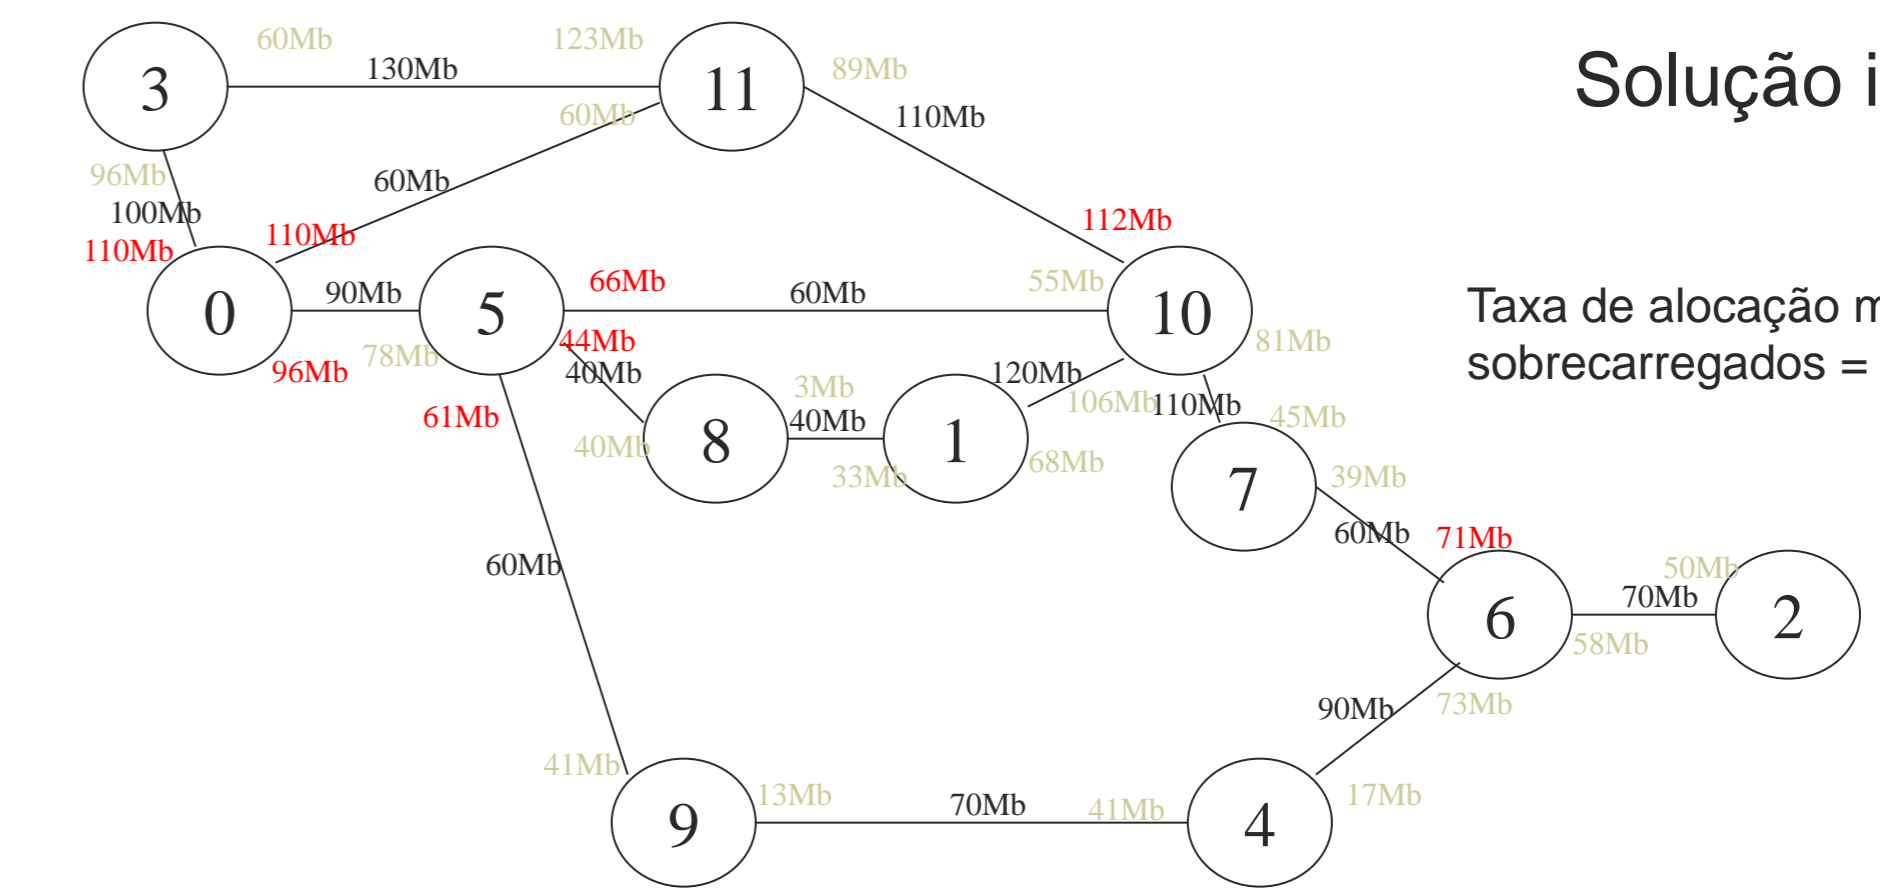 Solução i
60Mb
123Mb
3
130Mb
11
89Mb
60Mb
110Mb
96Mb
60Mb
100Mb
110Mb
110Mb
112Mb
66Mb
55Mb
90Mb
60Mb
0
5
10
Taxa de alocação m
sobrecarregados =
44Mb
81Mb
78Mb
96Mb
40Mb
3Mb
120Mb
106Mb
110Mb
61Mb
40Mb
45Mb
40Mb
8
33Mb
1
68Mb
7
39Mb
60Mb
71Mb
60Mb
50Mb
70Mb
6
2
58Mb
90Mb
73Mb
41Mb
13Mb
70Mb
41Mb
17Mb
9
4